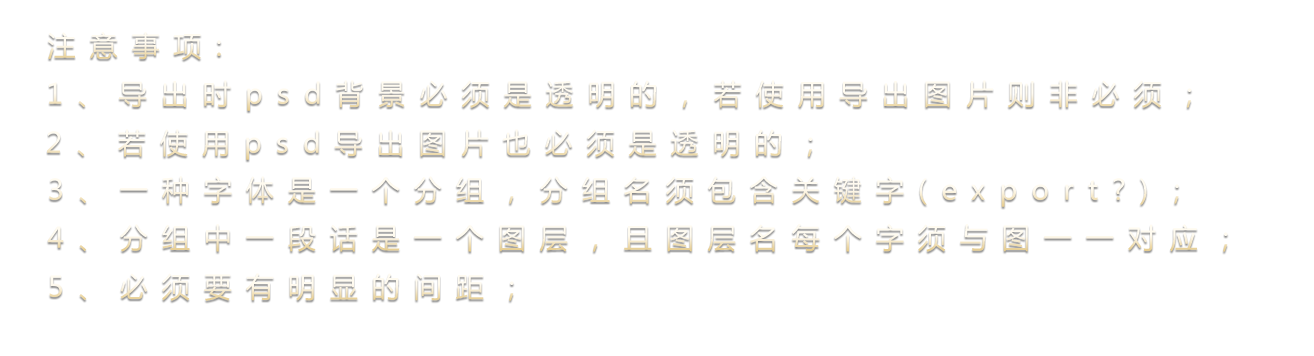 注意事项：
1、导出时psd背景必须是透明的，若使用导出图片则非必须；
2、若使用psd导出图片也必须是透明的；
3、一种字体是一个分组，分组名须包含关键字(export?)；
4、分组中一段话是一个图层，且图层名每个字须与图一一对应；
5、必须要有明显的间距；